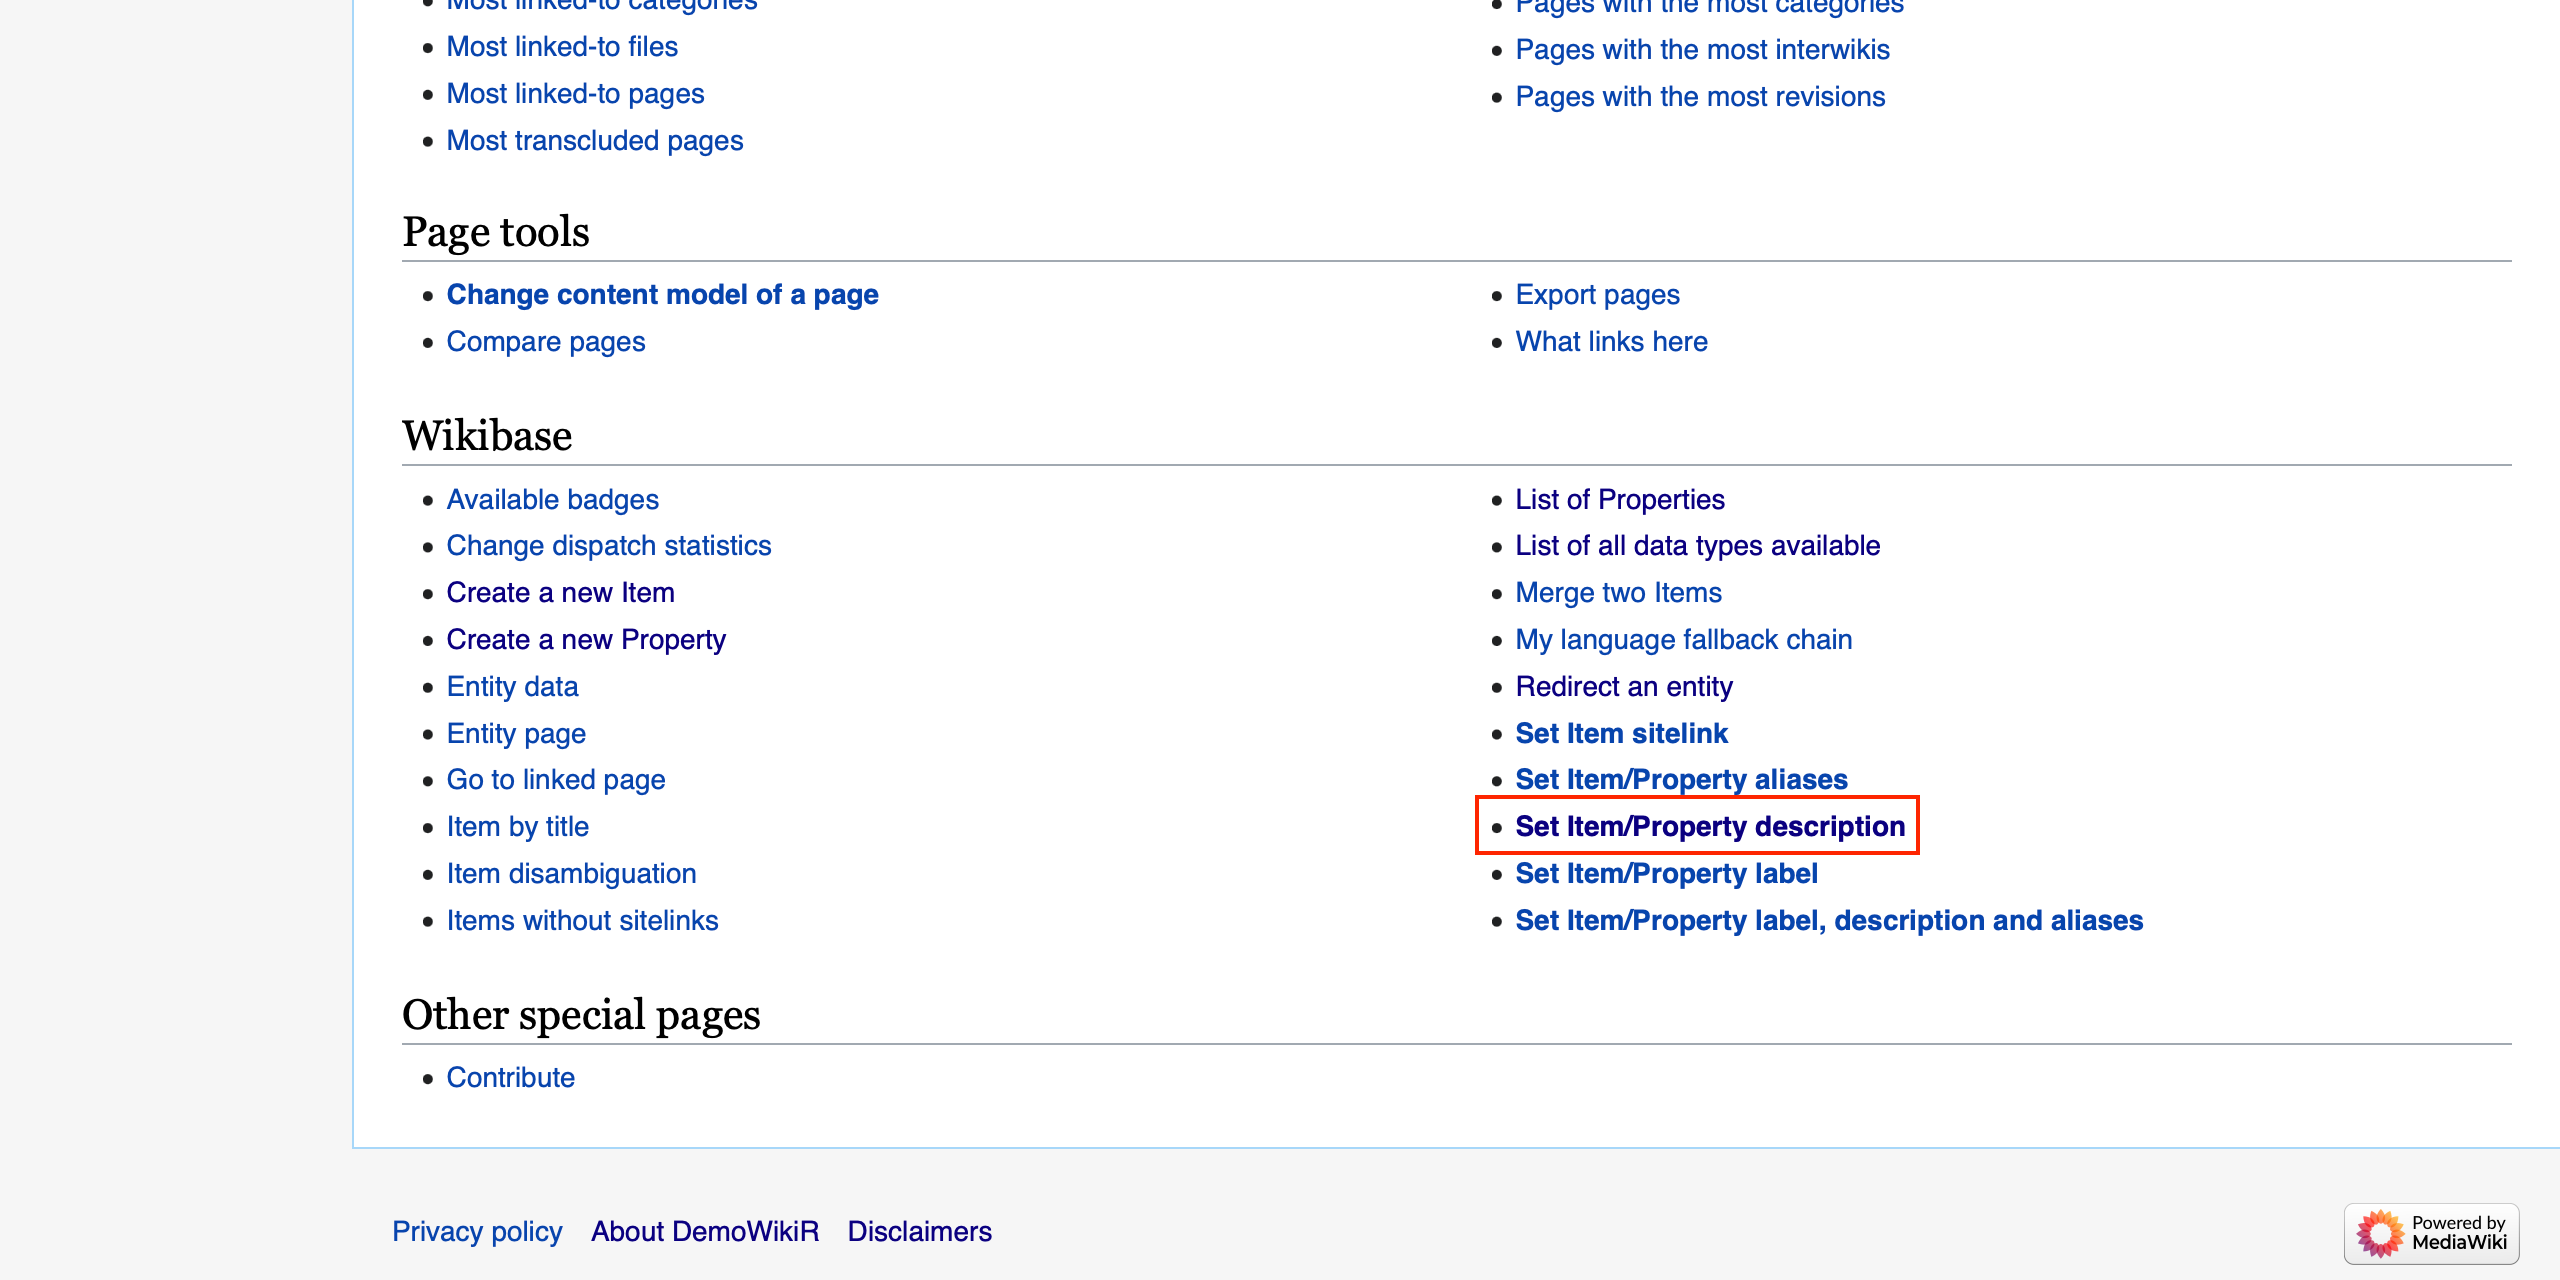 Most linked-to categories
Most linked-to files
Most linked-to pages
Most transcluded pages
Pages with the most categories
Pages with the most interwikis
Pages with the most revisions
Page tools
Change content model of a page
Compare pages
Export pages
What links here
Wikibase
Available badges
Change dispatch statistics
Create a new Item
Create a new Property
Entity data
Entity page
Go to linked page
Item by title
Item disambiguation
Items without sitelinks
List of Properties
List of all data types available
Merge two Items
My language fallback chain
Redirect an entity
Set Item sitelink
Set Item/Property aliases
Set Item/Property description
Set Item/Property label
Set Item/Property label, description and aliases
Other special pages
Contribute
Privacy policy About DemoWikiR Disclaimers
Powered by
MediaWiki